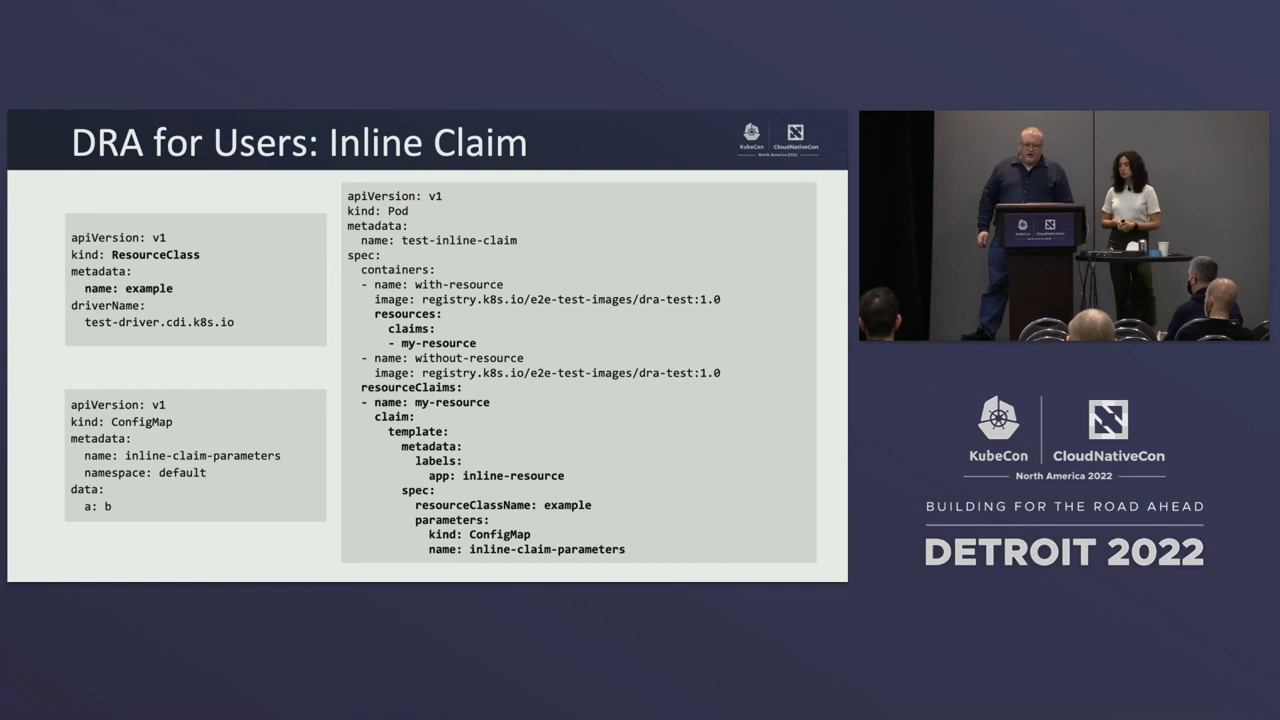 DRA for Users: Inline Claim
KubeCon
CloudNativeCon
North America 2022
apiVersion: v1
kind: ResourceClass
metadata:
  name: example
driverName:
  test-driver.cdi.k8s.io
apiVersion: v1
kind: ConfigMap
metadata:
  name: inline-claim-parameters
  namespace: default
data:
  a: b
apiVersion: v1
kind: Pod
metadata:
  name: test-inline-claim
spec:
  containers:
  - name: with-resource
    image: registry.k8s.io/e2e-test-images/dra-test:1.0
    resources:
      claims:
      - my-resource
  - name: without-resource
    image: registry.k8s.io/e2e-test-images/dra-test:1.0
  resourceClaims:
  - name: my-resource
    claim:
      template:
        metadata:
          labels:
            app: inline-resource
        spec:
          resourceClassName: example
          parameters:
            kind: ConfigMap
            name: inline-claim-parameters
KubeCon
CloudNativeCon
North America 2022
BUILDING FOR THE ROAD AHEAD
DETROIT 2022